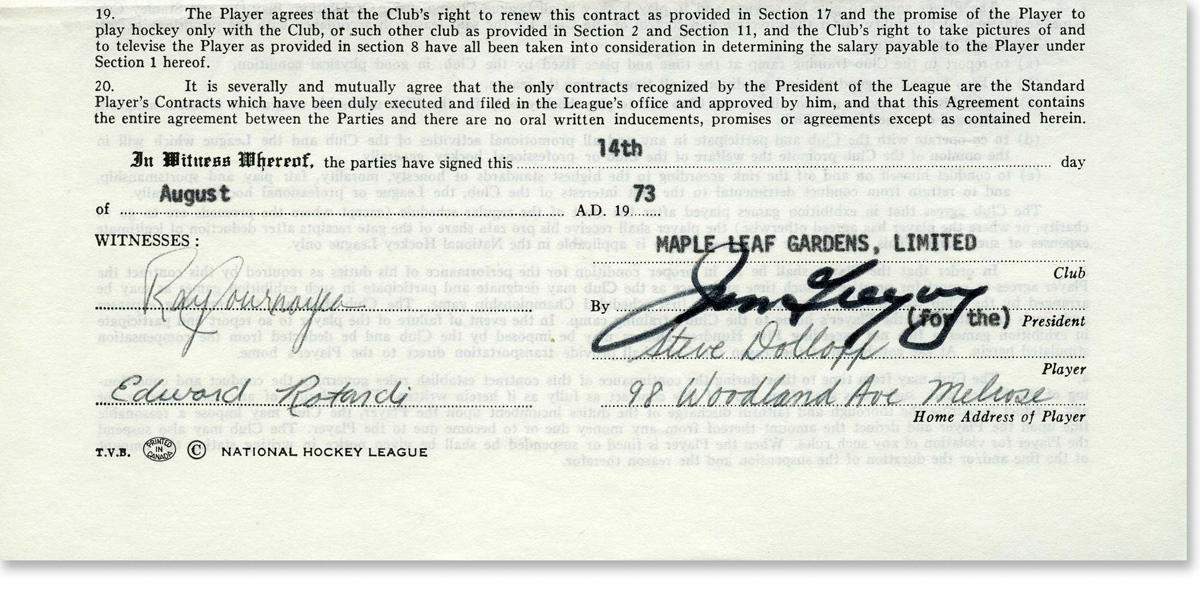 19. The Player agrees that the Club's right to renew this contract as provided in Section 17 and the promise of the Player to
play hockey only with the Club, or such other club as provided in Section 2 and Section 11, and the Club's right to take pictures of and
to televise the Player as provided in section 8 have all been taken into consideration in determining the salary payable to the Player under
Section 1 hereof.
20. It is severally and mutually agree that the only contracts recognized by the President of the League are the Standard
Player's Contracts which have been duly executed and filed in the League's office and approved by him, and that this Agreement contains
the entire agreement between the Parties and there are no oral written inducements, promises or agreements except as contained herein.
In Witness Whereof, the parties have signed this 14th day
of August A.D. 19 73
WITNESSES :
MAPLE LEAF GARDENS, LIMITED
Club
Ray
By Jim Gregory
(For the) President
Steve Dolloff
Player
Edward Rotardi 98 Woodland Ave Melrose
Home Address of Player
T.V.B. PRINTED IN CANADA © NATIONAL HOCKEY LEAGUE